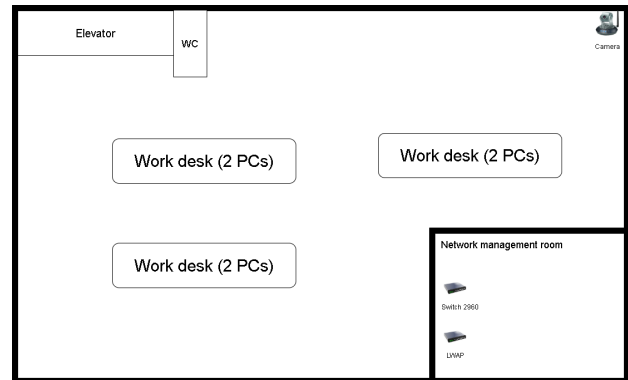 Elevator
WC
Camera
Work desk (2 PCs)
Work desk (2 PCs)
Work desk (2 PCs)
Network management room
Switch 2960
LWAP